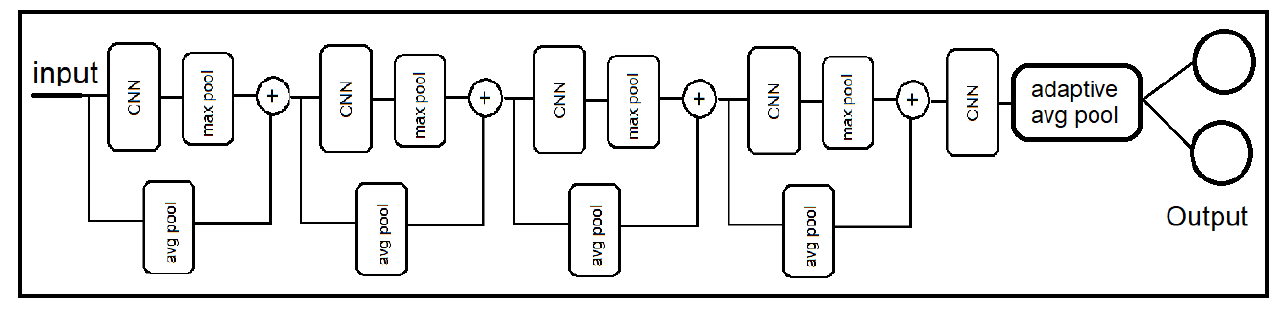 input
CNN
max pool
+
avg pool
CNN
max pool
+
avg pool
CNN
max pool
+
avg pool
CNN
max pool
+
avg pool
CNN
adaptive
avg pool
Output